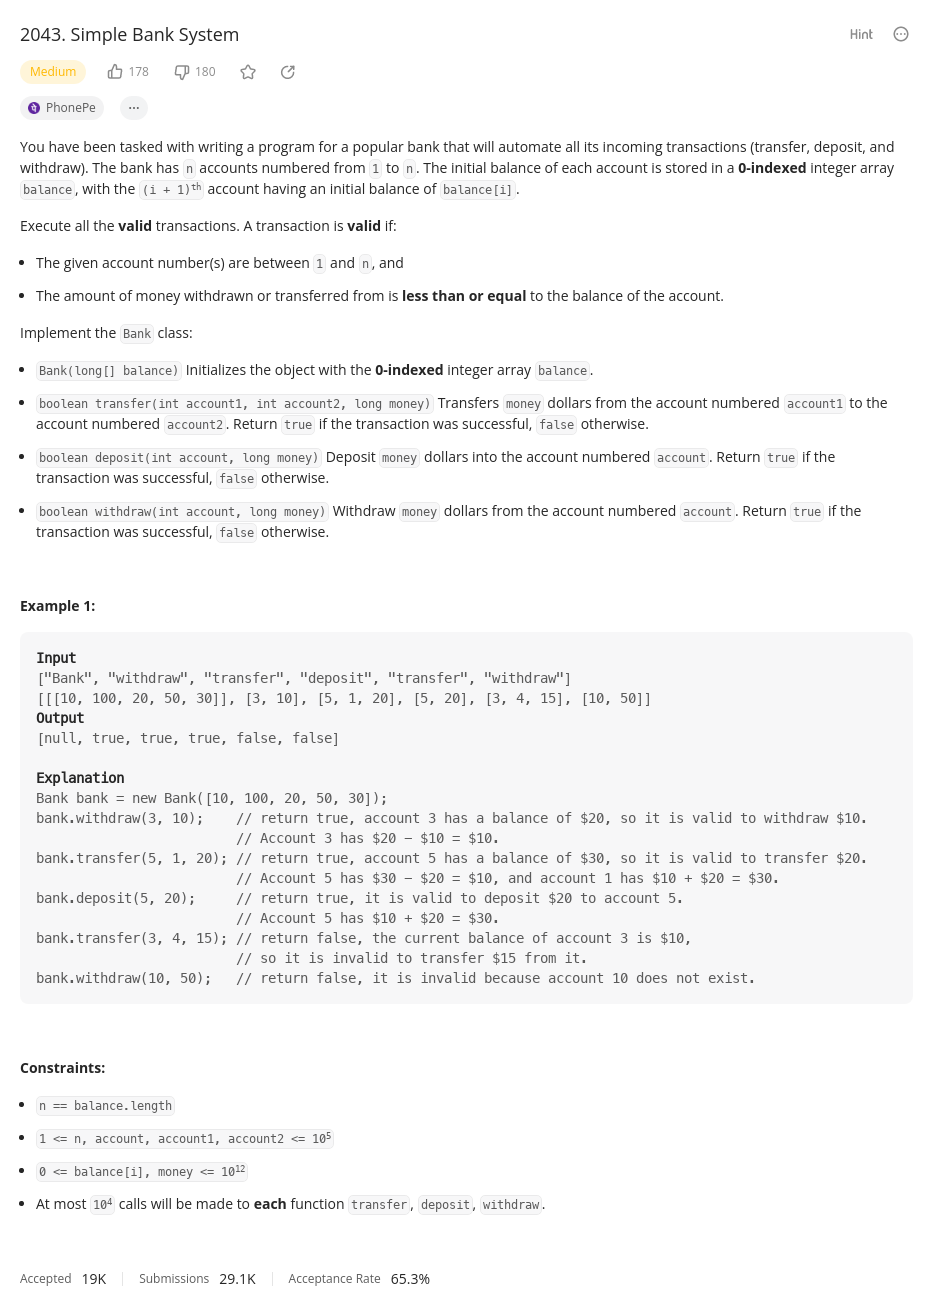 2043. Simple Bank System
Hint
Medium
178
180
PhonePe
...
You have been tasked with writing a program for a popular bank that will automate all its incoming transactions (transfer, deposit, and
withdraw). The bank has n accounts numbered from 1 to n. The initial balance of each account is stored in a 0-indexed integer array
balance, with the (i + 1)th account having an initial balance of balance[i].
Execute all the valid transactions. A transaction is valid if:
• The given account number(s) are between 1 and n, and
• The amount of money withdrawn or transferred from is less than or equal to the balance of the account.
Implement the Bank class:
• Bank(long[] balance) Initializes the object with the 0-indexed integer array balance.
• boolean transfer(int account1, int account2, long money) Transfers money dollars from the account numbered account1 to the
account numbered account2. Return true if the transaction was successful, false otherwise.
• boolean deposit(int account, long money) Deposit money dollars into the account numbered account. Return true if the
transaction was successful, false otherwise.
• boolean withdraw(int account, long money) Withdraw money dollars from the account numbered account. Return true if the
transaction was successful, false otherwise.
Example 1:
Input
["Bank", "withdraw", "transfer", "deposit", "transfer", "withdraw"]
[[[10, 100, 20, 50, 30]], [3, 10], [5, 1, 20], [5, 20], [3, 4, 15], [10, 50]]
Output
[null, true, true, true, false, false]
Explanation
Bank bank = new Bank([10, 100, 20, 50, 30]);
bank.withdraw(3, 10);    // return true, account 3 has a balance of $20, so it is valid to withdraw $10.
// Account 3 has $20 - $10 = $10.
bank.transfer(5, 1, 20); // return true, account 5 has a balance of $30, so it is valid to transfer $20.
// Account 5 has $30 - $20 = $10, and account 1 has $10 + $20 = $30.
bank.deposit(5, 20);     // return true, it is valid to deposit $20 to account 5.
// Account 5 has $10 + $20 = $30.
bank.transfer(3, 4, 15); // return false, the current balance of account 3 is $10,
// so it is invalid to transfer $15 from it.
bank.withdraw(10, 50);   // return false, it is invalid because account 10 does not exist.
Constraints:
• n == balance.length
• 1 <= n, account, account1, account2 <= 10⁵
• 0 <= balance[i], money <= 10¹²
• At most 10⁴ calls will be made to each function transfer, deposit, withdraw.
Accepted 19K Submissions 29.1K Acceptance Rate 65.3%